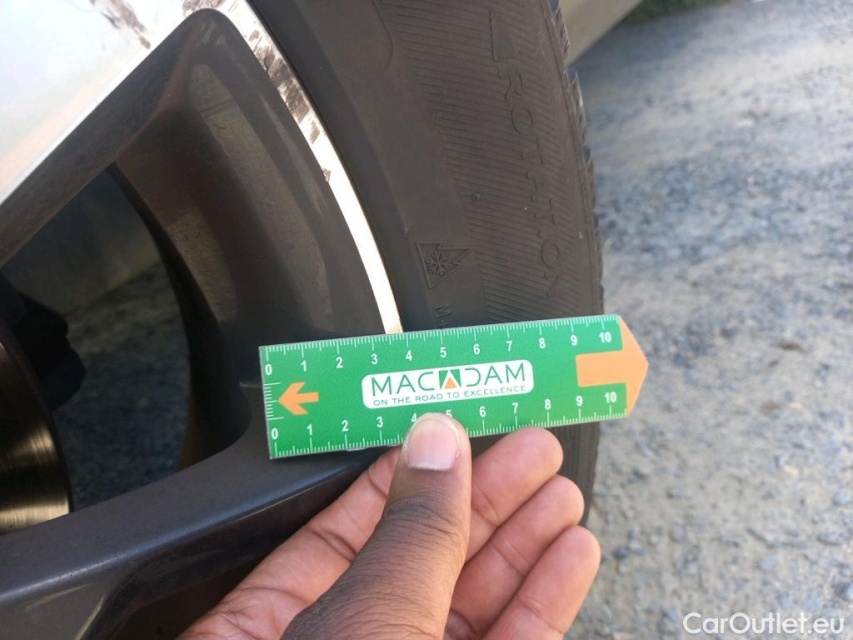 ROTATION
M
0 1 2 3 4 5 6 7 8 9 10
MACADAM
ON THE ROAD TO EXCELLENCE
0 1 2 3 4 5 6 7 8 9 10
CarOutlet.eu